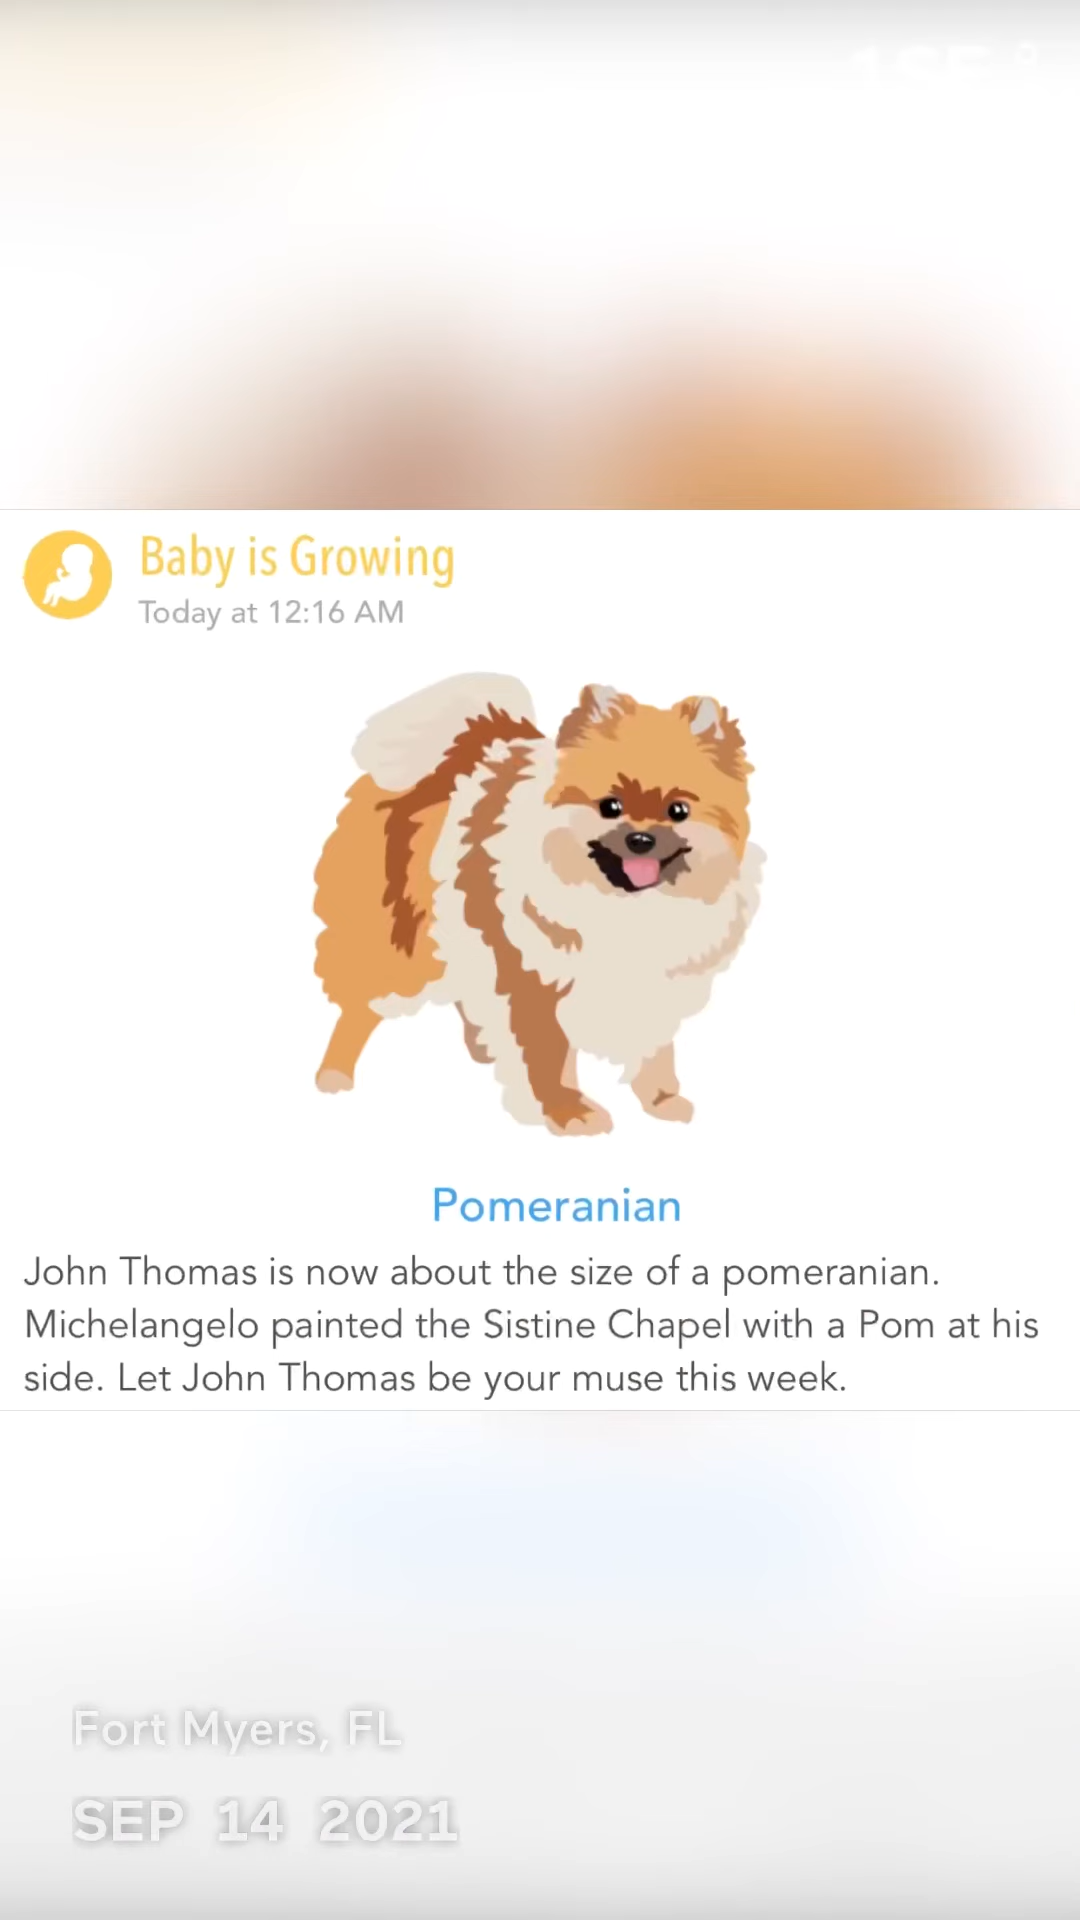 Baby is Growing
Today at 12:16 AM
Pomeranian
John Thomas is now about the size of a pomeranian.
Michelangelo painted the Sistine Chapel with a Pom at his
side. Let John Thomas be your muse this week.
Fort Myers, FL
SEP 14 2021